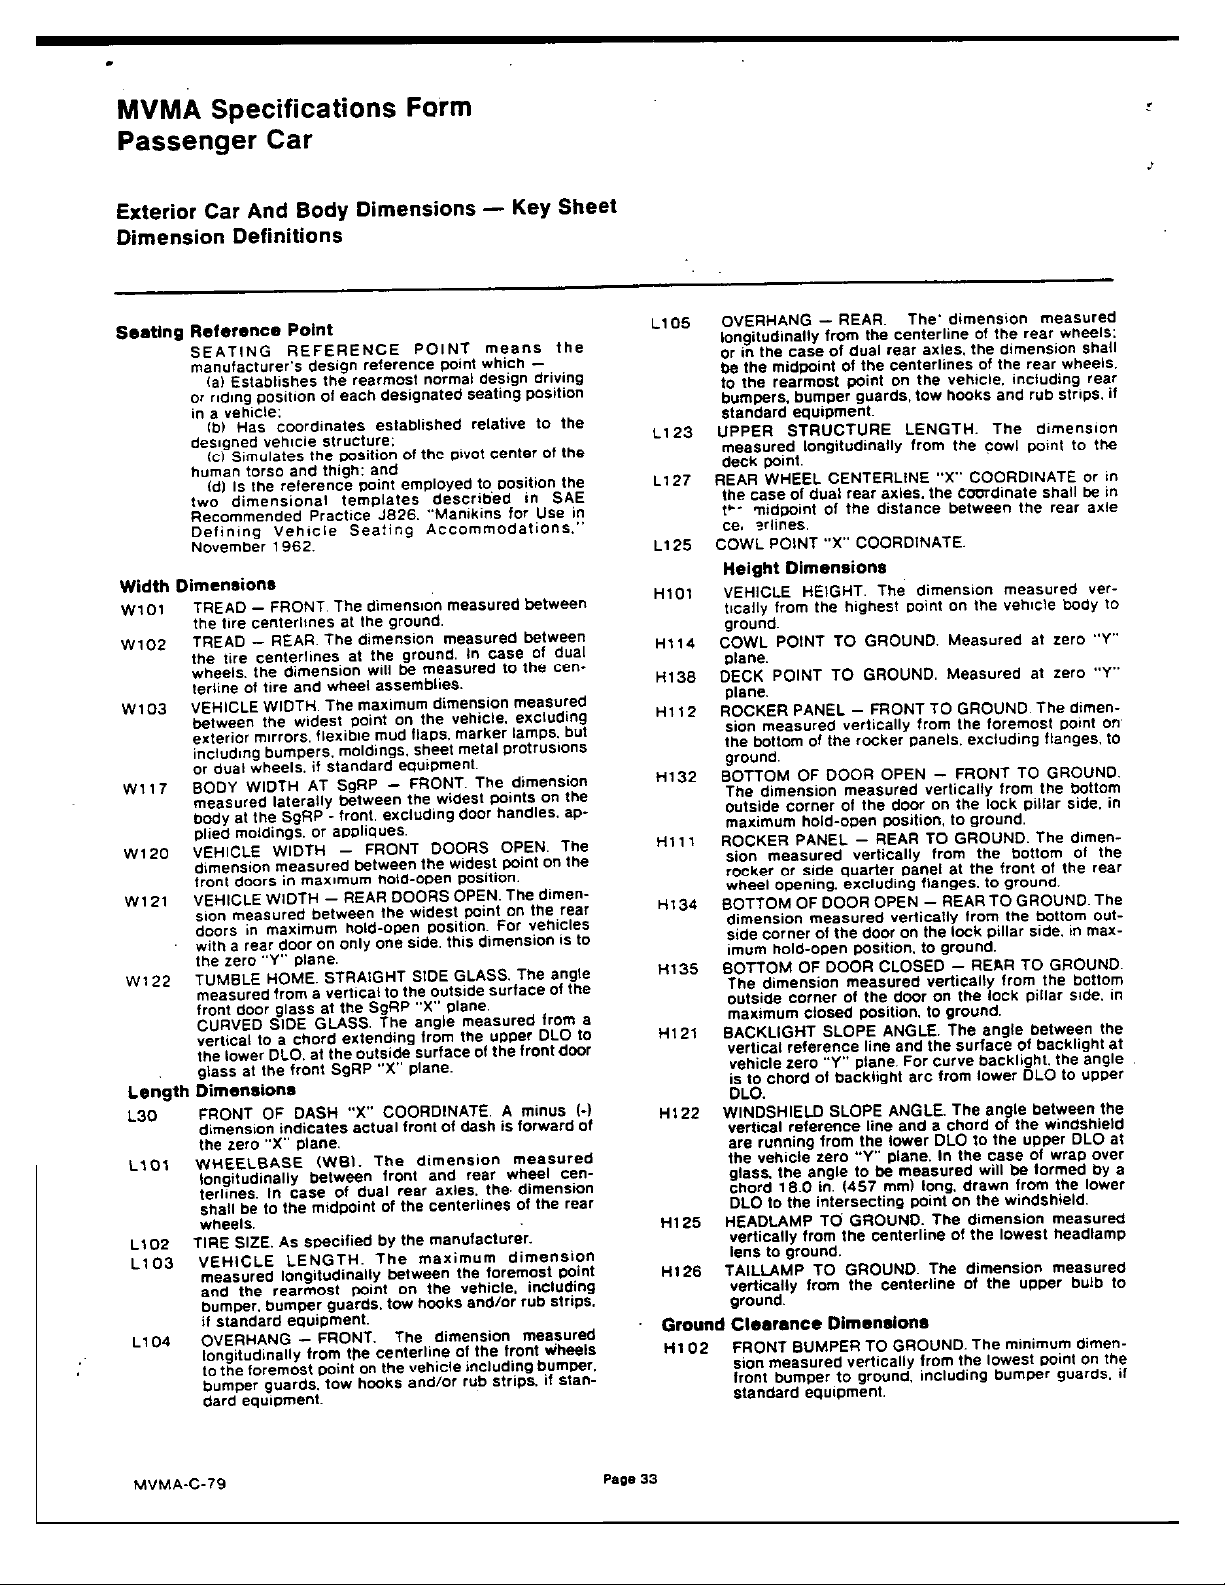 MVMA Specifications Form
Passenger Car
Exterior Car And Body Dimensions — Key Sheet
Dimension Definitions
Seating Reference Point
SEATING REFERENCE POINT means the
manufacturer's design reference point which —
(a) Establishes the rearmost normal design driving
or riding position of each designated seating position
in a vehicle;
(b) Has coordinates established relative to the
designed vehicle structure;
(c) Simulates the position of the pivot center of the
human torso and thigh; and
(d) Is the reference point employed to position the
two dimensional templates described in SAE
Recommended Practice J826. "Manikins for Use in
Defining Vehicle Seating Accommodations,"
November 1962.
Width Dimensions
W101 TREAD — FRONT. The dimension measured between
the tire centerlines at the ground.
W102 TREAD — REAR. The dimension measured between
the tire centerlines at the ground. In case of dual
wheels, the dimension will be measured to the cen-
terline of tire and wheel assemblies.
W103 VEHICLE WIDTH. The maximum dimension measured
between the widest point on the vehicle, excluding
exterior mirrors, flexible mud flaps, marker lamps, but
including bumpers, moldings, sheet metal protrusions
or dual wheels, if standard equipment.
W117 BODY WIDTH AT SgRP — FRONT. The dimension
measured laterally between the widest points on the
body at the SgRP - front, excluding door handles, ap-
plied moldings, or appliques.
W120 VEHICLE WIDTH — FRONT DOORS OPEN. The
dimension measured between the widest point on the
front doors in maximum hold-open position.
W121 VEHICLE WIDTH — REAR DOORS OPEN. The dimen-
sion measured between the widest point on the rear
doors in maximum hold-open position. For vehicles
with a rear door on only one side, this dimension is to
the zero "Y" plane.
W122 TUMBLE HOME. STRAIGHT SIDE GLASS. The angle
measured from a vertical to the outside surface of the
front door glass at the SgRP "X" plane.
CURVED SIDE GLASS. The angle measured from a
vertical to a chord extending from the upper DLO to
the lower DLO, at the outside surface of the front door
glass at the front SgRP "X" plane.
Length Dimensions
L30 FRONT OF DASH "X" COORDINATE. A minus (-)
dimension indicates actual front of dash is forward of
the zero "X" plane.
L101 WHEELBASE (WB). The dimension measured
longitudinally between front and rear wheel cen-
terlines. In case of dual rear axles, the dimension
shall be to the midpoint of the centerlines of the rear
wheels.
L102 TIRE SIZE. As specified by the manufacturer.
L103 VEHICLE LENGTH. The maximum dimension
measured longitudinally between the foremost point
and the rearmost point on the vehicle, including
bumper, bumper guards, tow hooks and/or rub strips,
if standard equipment.
L104 OVERHANG — FRONT. The dimension measured
longitudinally from the centerline of the front wheels
to the foremost point on the vehicle including bumper,
bumper guards, tow hooks and/or rub strips, if stan-
dard equipment.
L105 OVERHANG — REAR. The dimension measured
longitudinally from the centerline of the rear wheels;
or in the case of dual rear axles, the dimension shall
be the midpoint of the centerlines of the rear wheels,
to the rearmost point on the vehicle, including rear
bumpers, bumper guards, tow hooks and rub strips, if
standard equipment.
L123 UPPER STRUCTURE LENGTH. The dimension
measured longitudinally from the cowl point to the
deck point.
L127 REAR WHEEL CENTERLINE "X" COORDINATE or in
the case of dual rear axles, the coordinate shall be in
midpoint of the distance between the rear axle
L125 COWL POINT "X" COORDINATE.
Height Dimensions
H101 VEHICLE HEIGHT. The dimension measured ver-
tically from the highest point on the vehicle body to
ground.
H114 COWL POINT TO GROUND. Measured at zero "Y"
plane.
H138 DECK POINT TO GROUND. Measured at zero "Y"
plane.
H112 ROCKER PANEL — FRONT TO GROUND. The dimen-
sion measured vertically from the foremost point on
the bottom of the rocker panels, excluding flanges, to
ground.
H132 BOTTOM OF DOOR OPEN — FRONT TO GROUND.
The dimension measured vertically from the bottom
outside corner of the door on the lock pillar side, in
maximum hold-open position, to ground.
H111 ROCKER PANEL — REAR TO GROUND. The dimen-
sion measured vertically from the bottom of the
rocker or side quarter panel at the front of the rear
wheel opening, excluding flanges, to ground.
H134 BOTTOM OF DOOR OPEN — REAR TO GROUND. The
dimension measured vertically from the bottom out-
side corner of the door on the lock pillar side, in max-
imum hold-open position, to ground.
H135 BOTTOM OF DOOR CLOSED — REAR TO GROUND.
The dimension measured vertically from the bottom
outside corner of the door on the lock pillar side, in
maximum closed position, to ground.
H121 BACKLIGHT SLOPE ANGLE. The angle between the
vertical reference line and the surface of backlight at
vehicle zero "Y" plane. For curve backlight, the angle
is to chord of backlight arc from lower DLO to upper
DLO.
H122 WINDSHIELD SLOPE ANGLE. The angle between the
vertical reference line and a chord of the windshield
are running from the lower DLO to the upper DLO at
the vehicle zero "Y" plane. In the case of wrap over
glass, the angle to be measured will be formed by a
chord 18.0 in. (457 mm) long, drawn from the lower
DLO to the intersecting point on the windshield.
H125 HEADLAMP TO GROUND. The dimension measured
vertically from the centerline of the lowest headlamp
lens to ground.
H126 TAILLAMP TO GROUND. The dimension measured
vertically from the centerline of the upper bulb to
ground.
Ground Clearance Dimensions
H102 FRONT BUMPER TO GROUND. The minimum dimen-
sion measured vertically from the lowest point on the
front bumper to ground, including bumper guards, if
standard equipment.
MVMA-C-79
Page 33